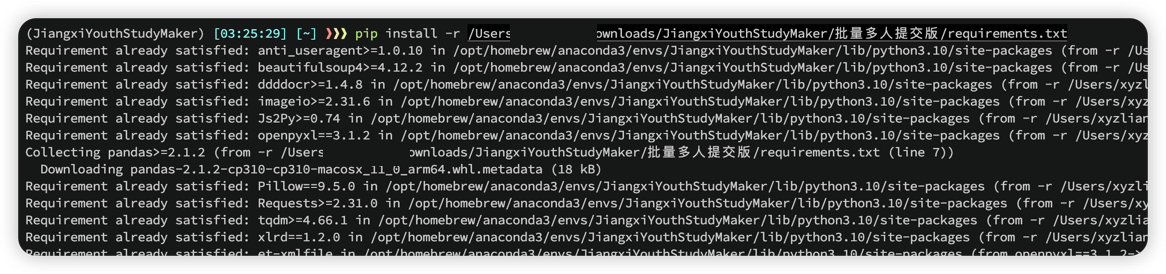 (JiangxiYouthStudyMaker) [03:25:29] [~] ❯❯❯ pip install -r /Users ownloads/JiangxiYouthStudyMaker/批量多人提交版/requirements.txt
Requirement already satisfied: anti_useragent>=1.0.10 in /opt/homebrew/anaconda3/envs/JiangxiYouthStudyMaker/lib/python3.10/site-packages (from -r /Us
Requirement already satisfied: beautifulsoup4>=4.12.2 in /opt/homebrew/anaconda3/envs/JiangxiYouthStudyMaker/lib/python3.10/site-packages (from -r /Us
Requirement already satisfied: ddddocr>=1.4.8 in /opt/homebrew/anaconda3/envs/JiangxiYouthStudyMaker/lib/python3.10/site-packages (from -r /Users/xyzl
Requirement already satisfied: imageio>=2.31.6 in /opt/homebrew/anaconda3/envs/JiangxiYouthStudyMaker/lib/python3.10/site-packages (from -r /Users/xyz
Requirement already satisfied: Js2Py>=0.74 in /opt/homebrew/anaconda3/envs/JiangxiYouthStudyMaker/lib/python3.10/site-packages (from -r /Users/xyzlian
Requirement already satisfied: openpyxl==3.1.2 in /opt/homebrew/anaconda3/envs/JiangxiYouthStudyMaker/lib/python3.10/site-packages (from -r /Users/xyz
Collecting pandas>=2.1.2 (from -r /Users ownloads/JiangxiYouthStudyMaker/批量多人提交版/requirements.txt (line 7))
Downloading pandas-2.1.2-cp310-cp310-macosx_11_0_arm64.whl.metadata (18 kB)
Requirement already satisfied: Pillow==9.5.0 in /opt/homebrew/anaconda3/envs/JiangxiYouthStudyMaker/lib/python3.10/site-packages (from -r /Users/xyzli
Requirement already satisfied: Requests>=2.31.0 in /opt/homebrew/anaconda3/envs/JiangxiYouthStudyMaker/lib/python3.10/site-packages (from -r /Users/xy
Requirement already satisfied: tqdm>=4.66.1 in /opt/homebrew/anaconda3/envs/JiangxiYouthStudyMaker/lib/python3.10/site-packages (from -r /Users/xyzlian
Requirement already satisfied: xlrd==1.2.0 in /opt/homebrew/anaconda3/envs/JiangxiYouthStudyMaker/lib/python3.10/site-packages (from -r /Users/xyzlian
Requirement already satisfied: et-xmlfile in /opt/homebrew/anaconda3/envs/JiangxiYouthStudyMaker/lib/python3.10/site-packages (from openpyxl==3.1.2->